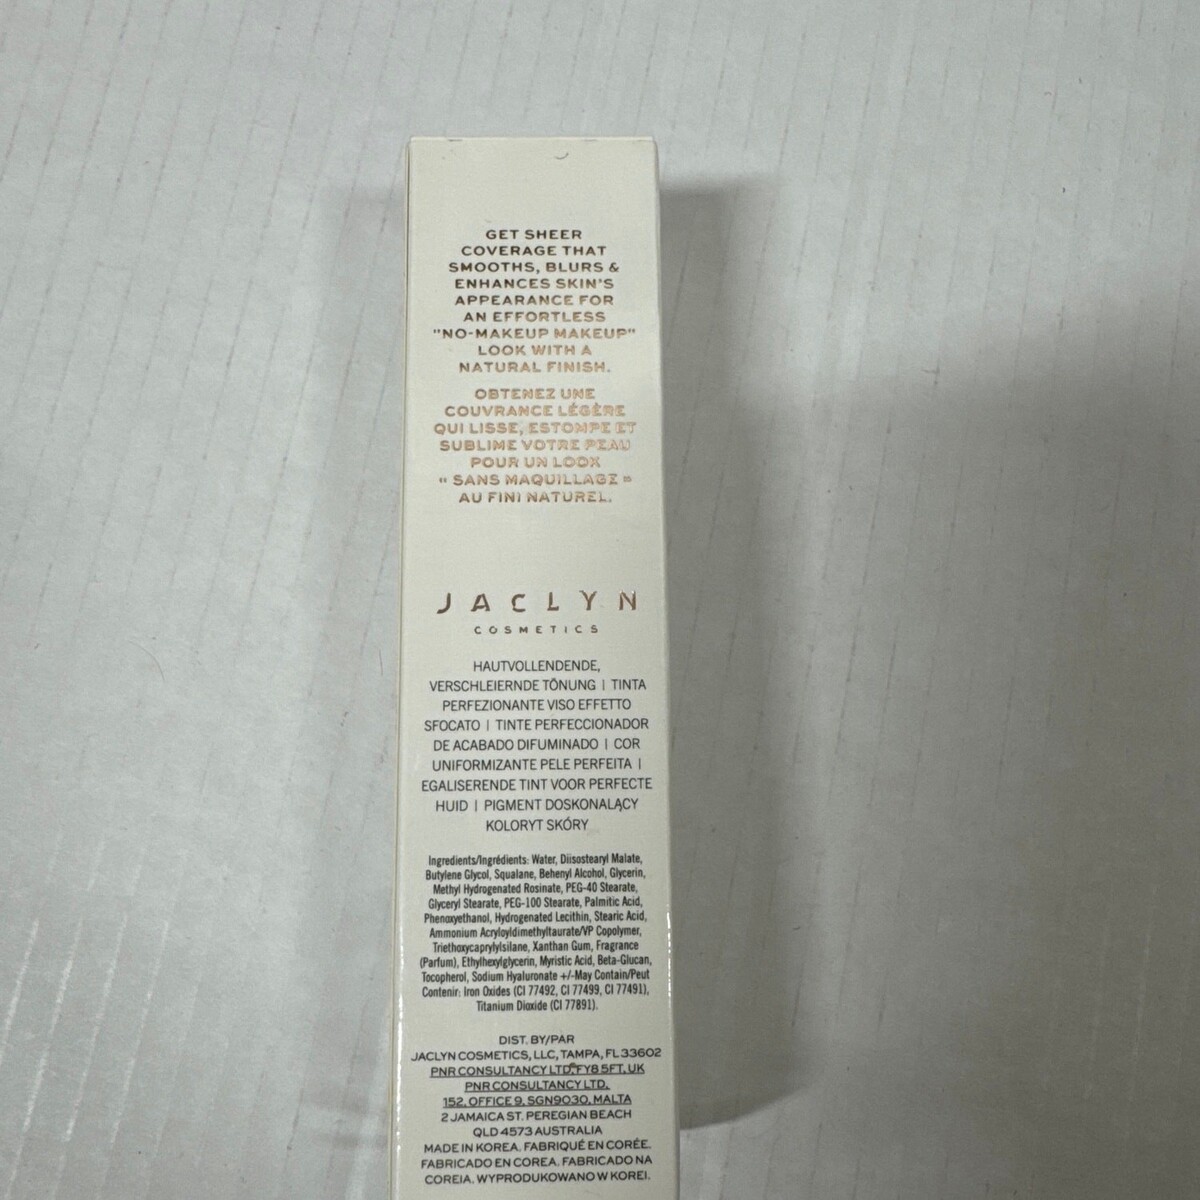 GET SHEER
COVERAGE THAT
SMOOTHS, BLURS &
ENHANCES SKIN'S
APPEARANCE FOR
AN EFFORTLESS
"NO-MAKEUP MAKEUP"
LOOK WITH A
NATURAL FINISH.
OBTENEZ UNE
COUVRANCE LÉGÈRE
QUI LISSE, ESTOMPE ET
SUBLIME VOTRE PEAU
POUR UN LOOK
« SANS MAQUILLAGE »
AU FINI NATUREL.
JACLYN
COSMETICS
HAUTVOLLENDENDE,
VERSCHLEIERNDE TÖNUNG | TINTA
PERFEZIONANTE VISO EFFETTO
SFOCATO | TINTE PERFECCIONADOR
DE ACABADO DIFUMINADO | COR
UNIFORMIZANTE PELE PERFEITA |
EGALISERENDE TINT VOOR PERFECTE
HUID | PIGMENT DOSKONALĄCY
KOLORYT SKÓRY
Ingredients/Ingrédients: Water, Diisostearyl Malate,
Butylene Glycol, Squalane, Behenyl Alcohol, Glycerin,
Methyl Hydrogenated Rosinate, PEG-40 Stearate,
Glyceryl Stearate, PEG-100 Stearate, Palmitic Acid,
Phenoxyethanol, Hydrogenated Lecithin, Stearic Acid,
Ammonium Acryloyldimethyltaurate/VP Copolymer,
Triethoxycaprylylsilane, Xanthan Gum, Fragrance
(Parfum), Ethylhexylglycerin, Myristic Acid, Beta-Glucan,
Tocopherol, Sodium Hyaluronate +/-May Contain/Peut
Contenir: Iron Oxides (CI 77492, CI 77499, CI 77491),
Titanium Dioxide (CI 77891).
DIST. BY/PAR
JACLYN COSMETICS, LLC, TAMPA, FL 33602
PNR CONSULTANCY LTD, FY8 5FT, UK
PNR CONSULTANCY LTD,
152, OFFICE 9, SGN9030, MALTA
2 JAMAICA ST. PEREGIAN BEACH
QLD 4573 AUSTRALIA
MADE IN KOREA. FABRIQUÉ EN CORÉE.
FABRICADO EN COREA. FABRICADO NA
COREIA. WYPRODUKOWANO W KOREI.